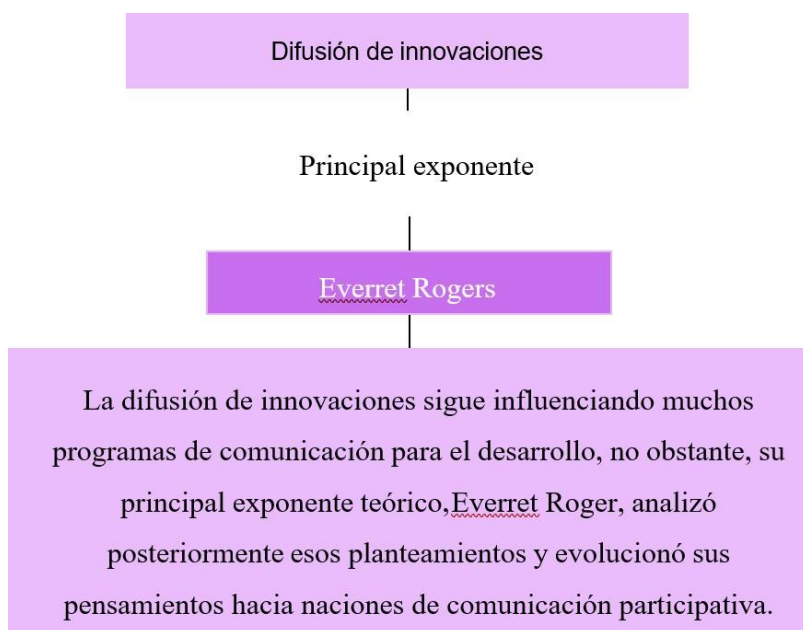 Difusión de innovaciones
Principal exponente
Everret Rogers
La difusión de innovaciones sigue influenciando muchos
programas de comunicación para el desarrollo, no obstante, su
principal exponente teórico,Everret Roger, analizó
posteriormente esos planteamientos y evolucionó sus
pensamientos hacia naciones de comunicación participativa.